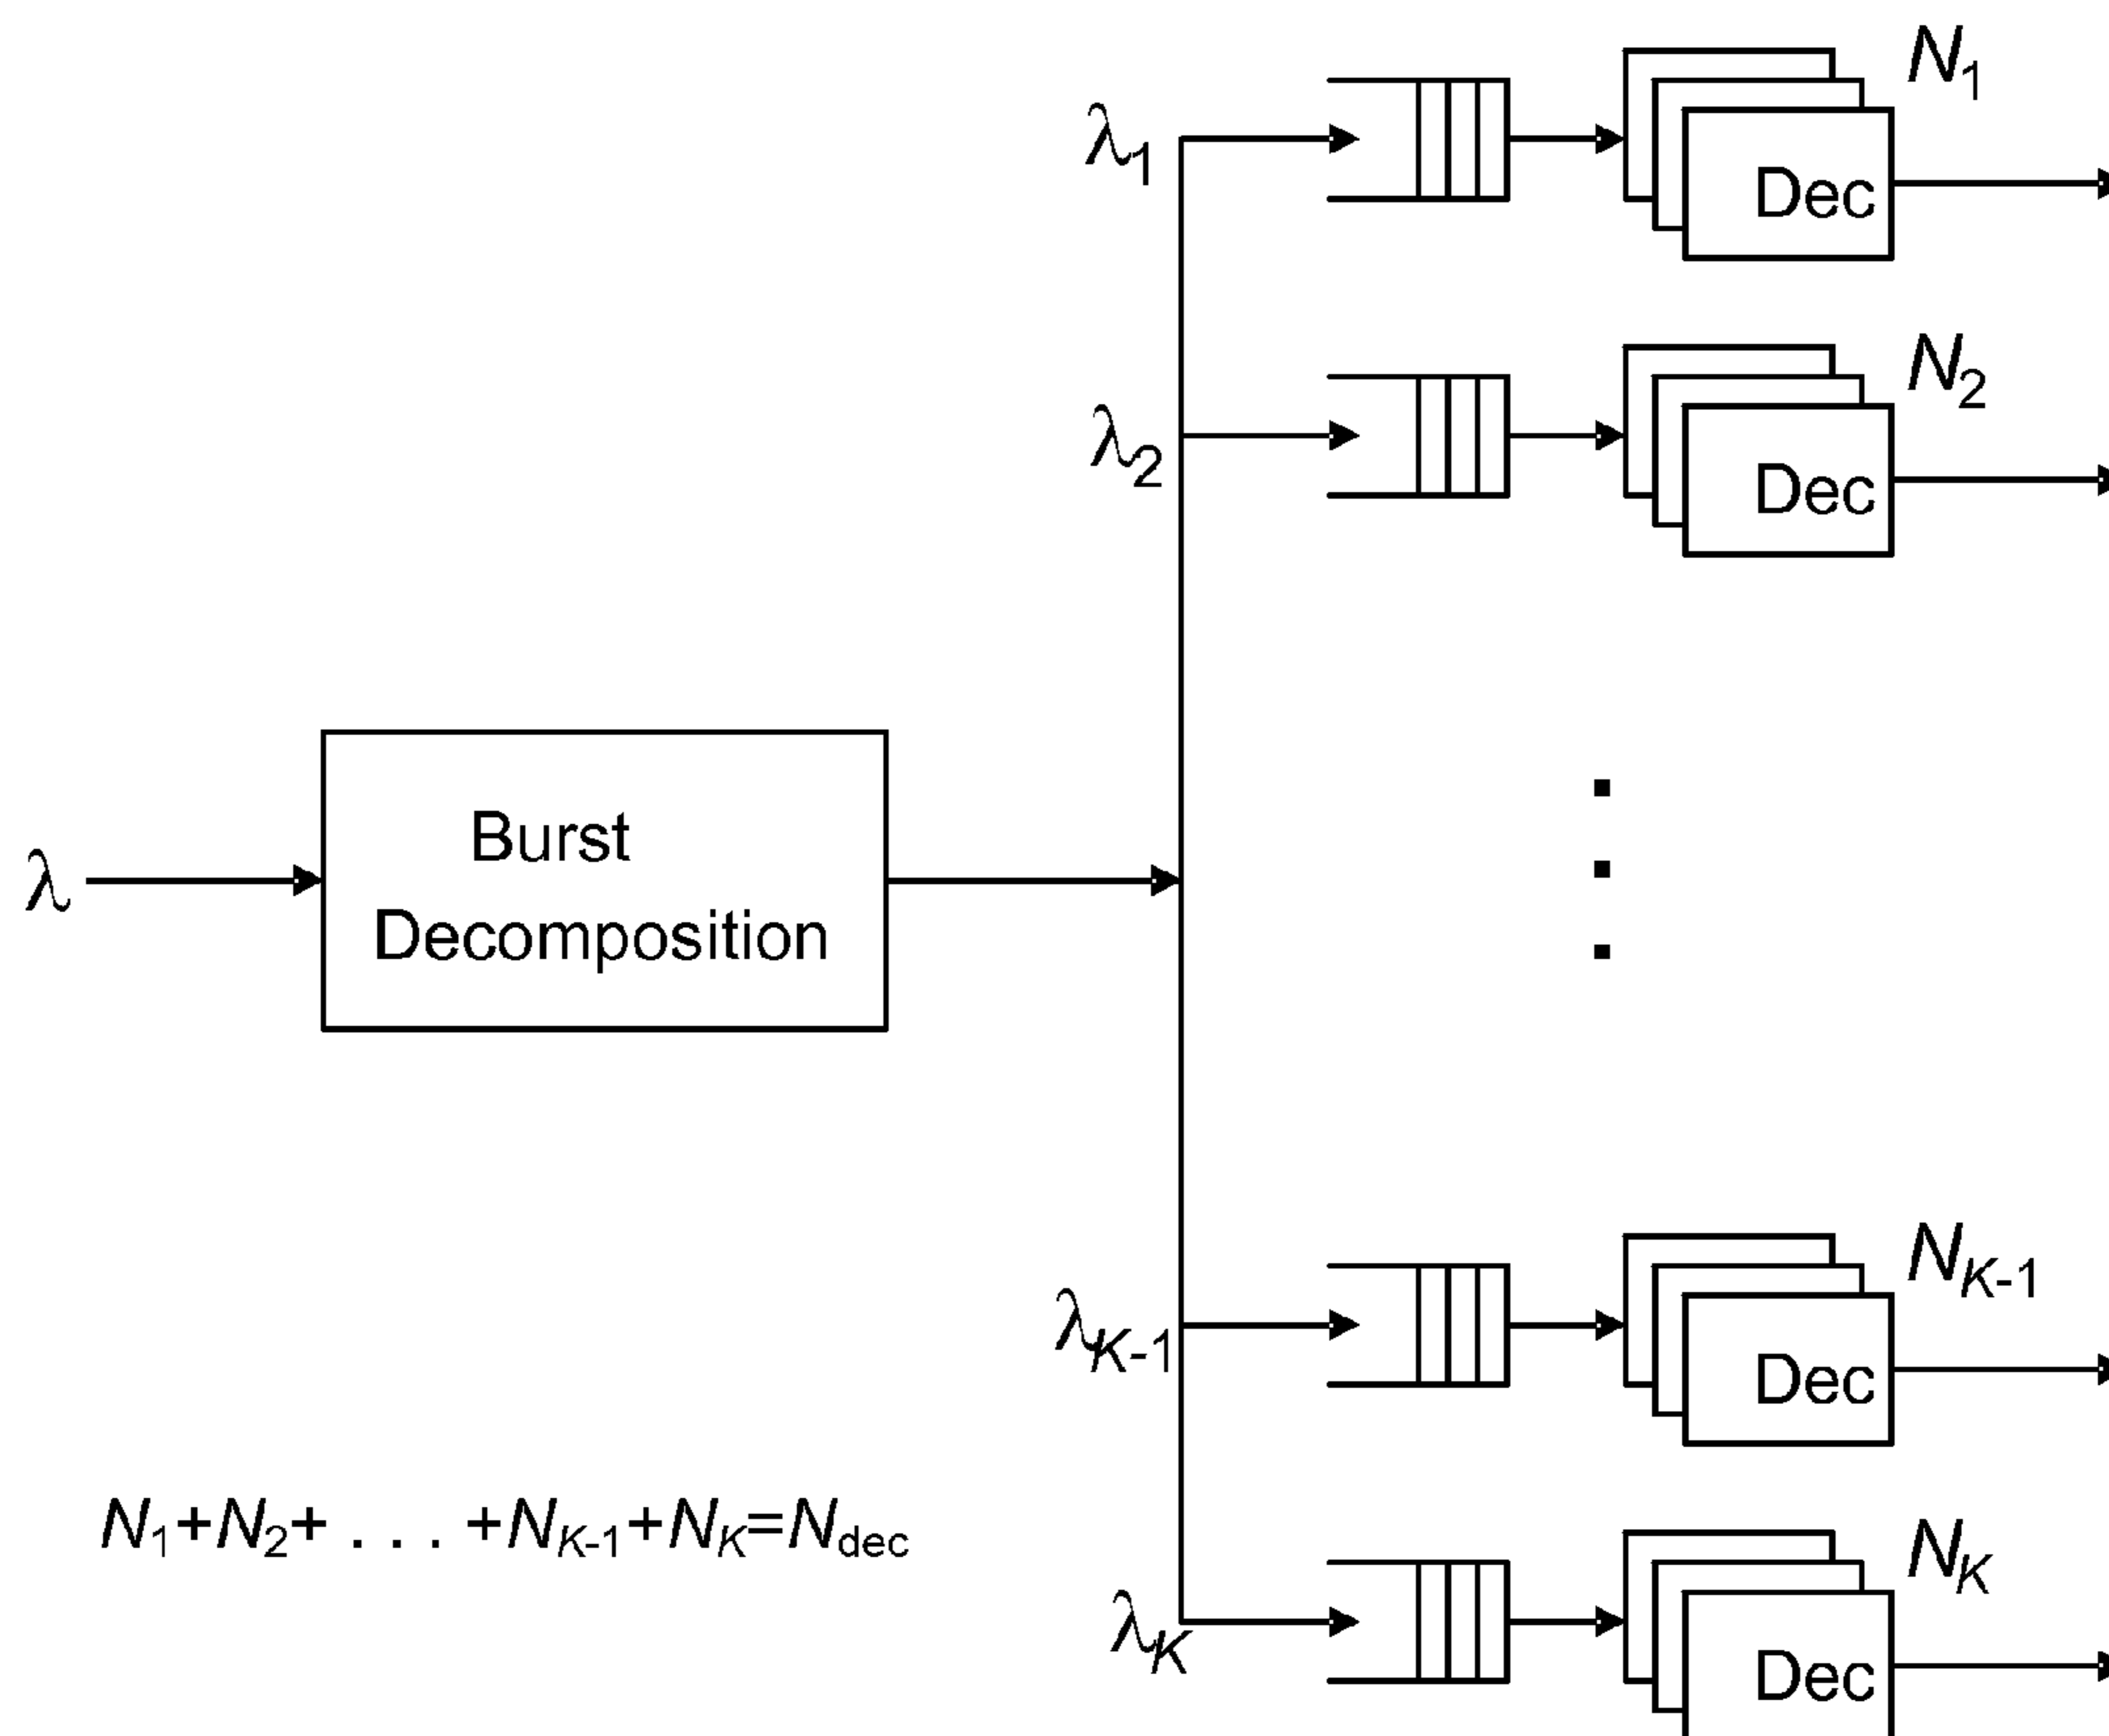 λ₁
N₁
Dec
λ₂
N₂
Dec
λ
Burst
Decomposition
λK-1
NK-1
Dec
N₁+N₂+ . . . +NK-1+NK=Ndec
λK
NK
Dec